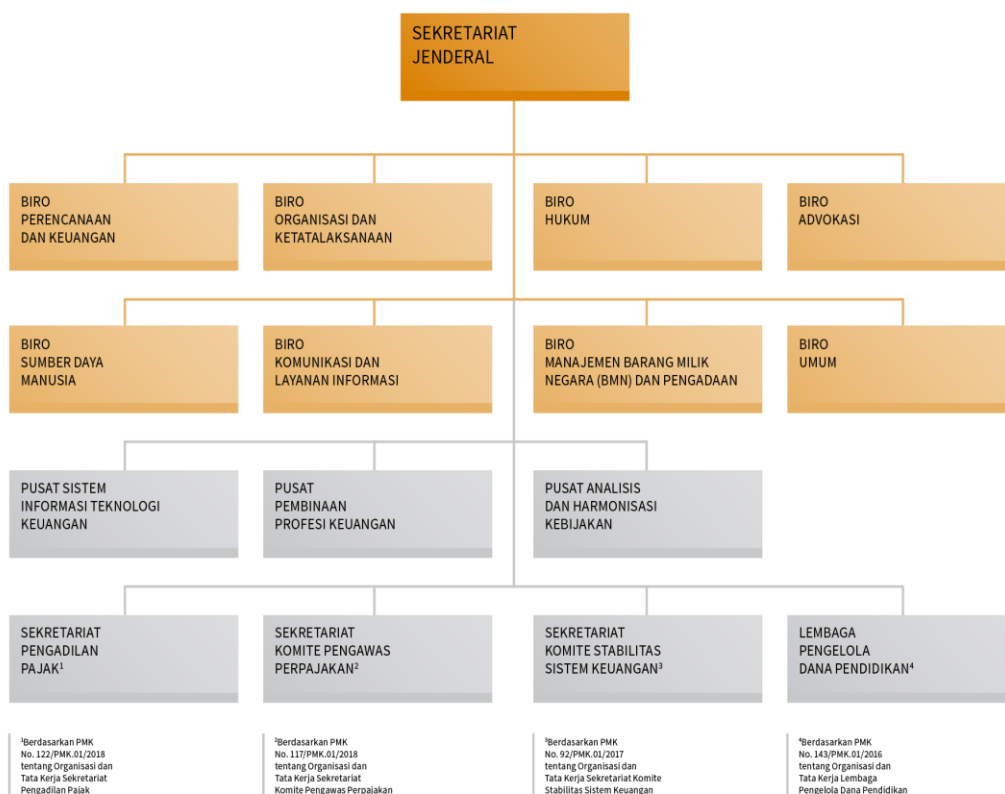 SEKRETARIAT
JENDERAL
BIRO
PERENCANAAN
DAN KEUANGAN
BIRO
ORGANISASI DAN
KETATALAKSANAAN
BIRO
HUKUM
BIRO
ADVOKASI
BIRO
SUMBER DAYA
MANUSIA
BIRO
KOMUNIKASI DAN
LAYANAN INFORMASI
BIRO
MANAJEMEN BARANG MILIK
NEGARA (BMN) DAN PENGADAAN
BIRO
UMUM
PUSAT SISTEM
INFORMASI TEKNOLOGI
KEUANGAN
PUSAT
PEMBINAAN
PROFESI KEUANGAN
PUSAT ANALISIS
DAN HARMONISASI
KEBIJAKAN
SEKRETARIAT
PENGADILAN
PAJAK¹
SEKRETARIAT
KOMITE PENGAWAS
PERPAJAKAN²
SEKRETARIAT
KOMITE STABILITAS
SISTEM KEUANGAN³
LEMBAGA
PENGELOLA
DANA PENDIDIKAN⁴
¹Berdasarkan PMK
No. 122/PMK.01/2018
tentang Organisasi dan
Tata Kerja Sekretariat
Pengadilan Pajak
²Berdasarkan PMK
No. 117/PMK.01/2018
tentang Organisasi dan
Tata Kerja Sekretariat
Komite Pengawas Perpajakan
³Berdasarkan PMK
No. 92/PMK.01/2017
tentang Organisasi dan
Tata Kerja Sekretariat Komite
Stabilitas Sistem Keuangan
⁴Berdasarkan PMK
No. 143/PMK.01/2016
tentang Organisasi dan
Tata Kerja Lembaga
Pengelola Dana Pendidikan